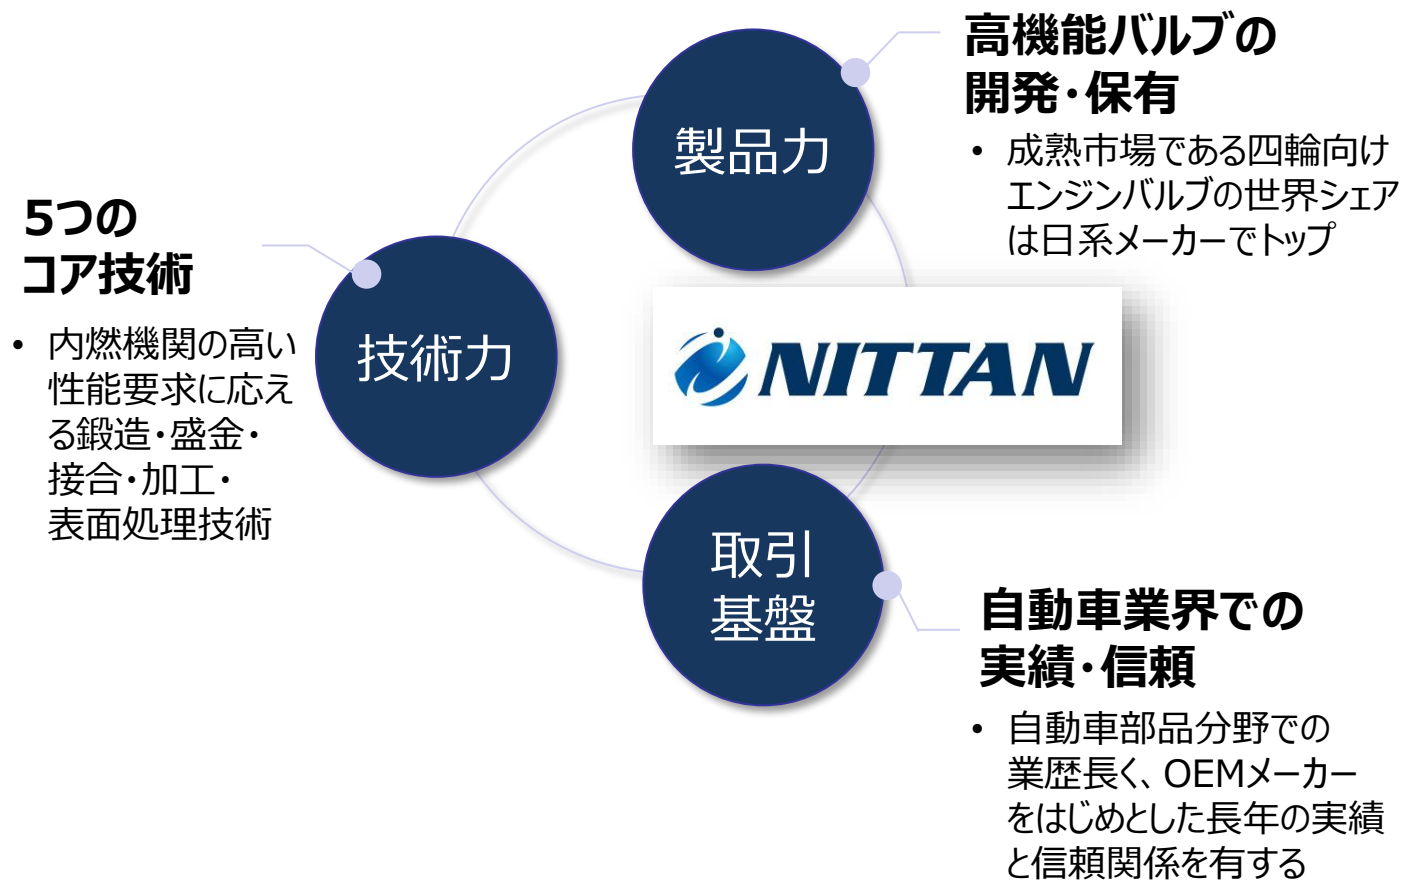 高機能バルブの
開発・保有
• 成熟市場である四輪向け
エンジンバルブの世界シェア
は日系メーカーでトップ
製品力
5つの
コア技術
• 内燃機関の高い
性能要求に応え
る鍛造・盛金・
接合・加工・
表面処理技術
技術力
NITTAN
取引
基盤
自動車業界での
実績・信頼
• 自動車部品分野での
業歴長く、OEMメーカー
をはじめとした長年の実績
と信頼関係を有する